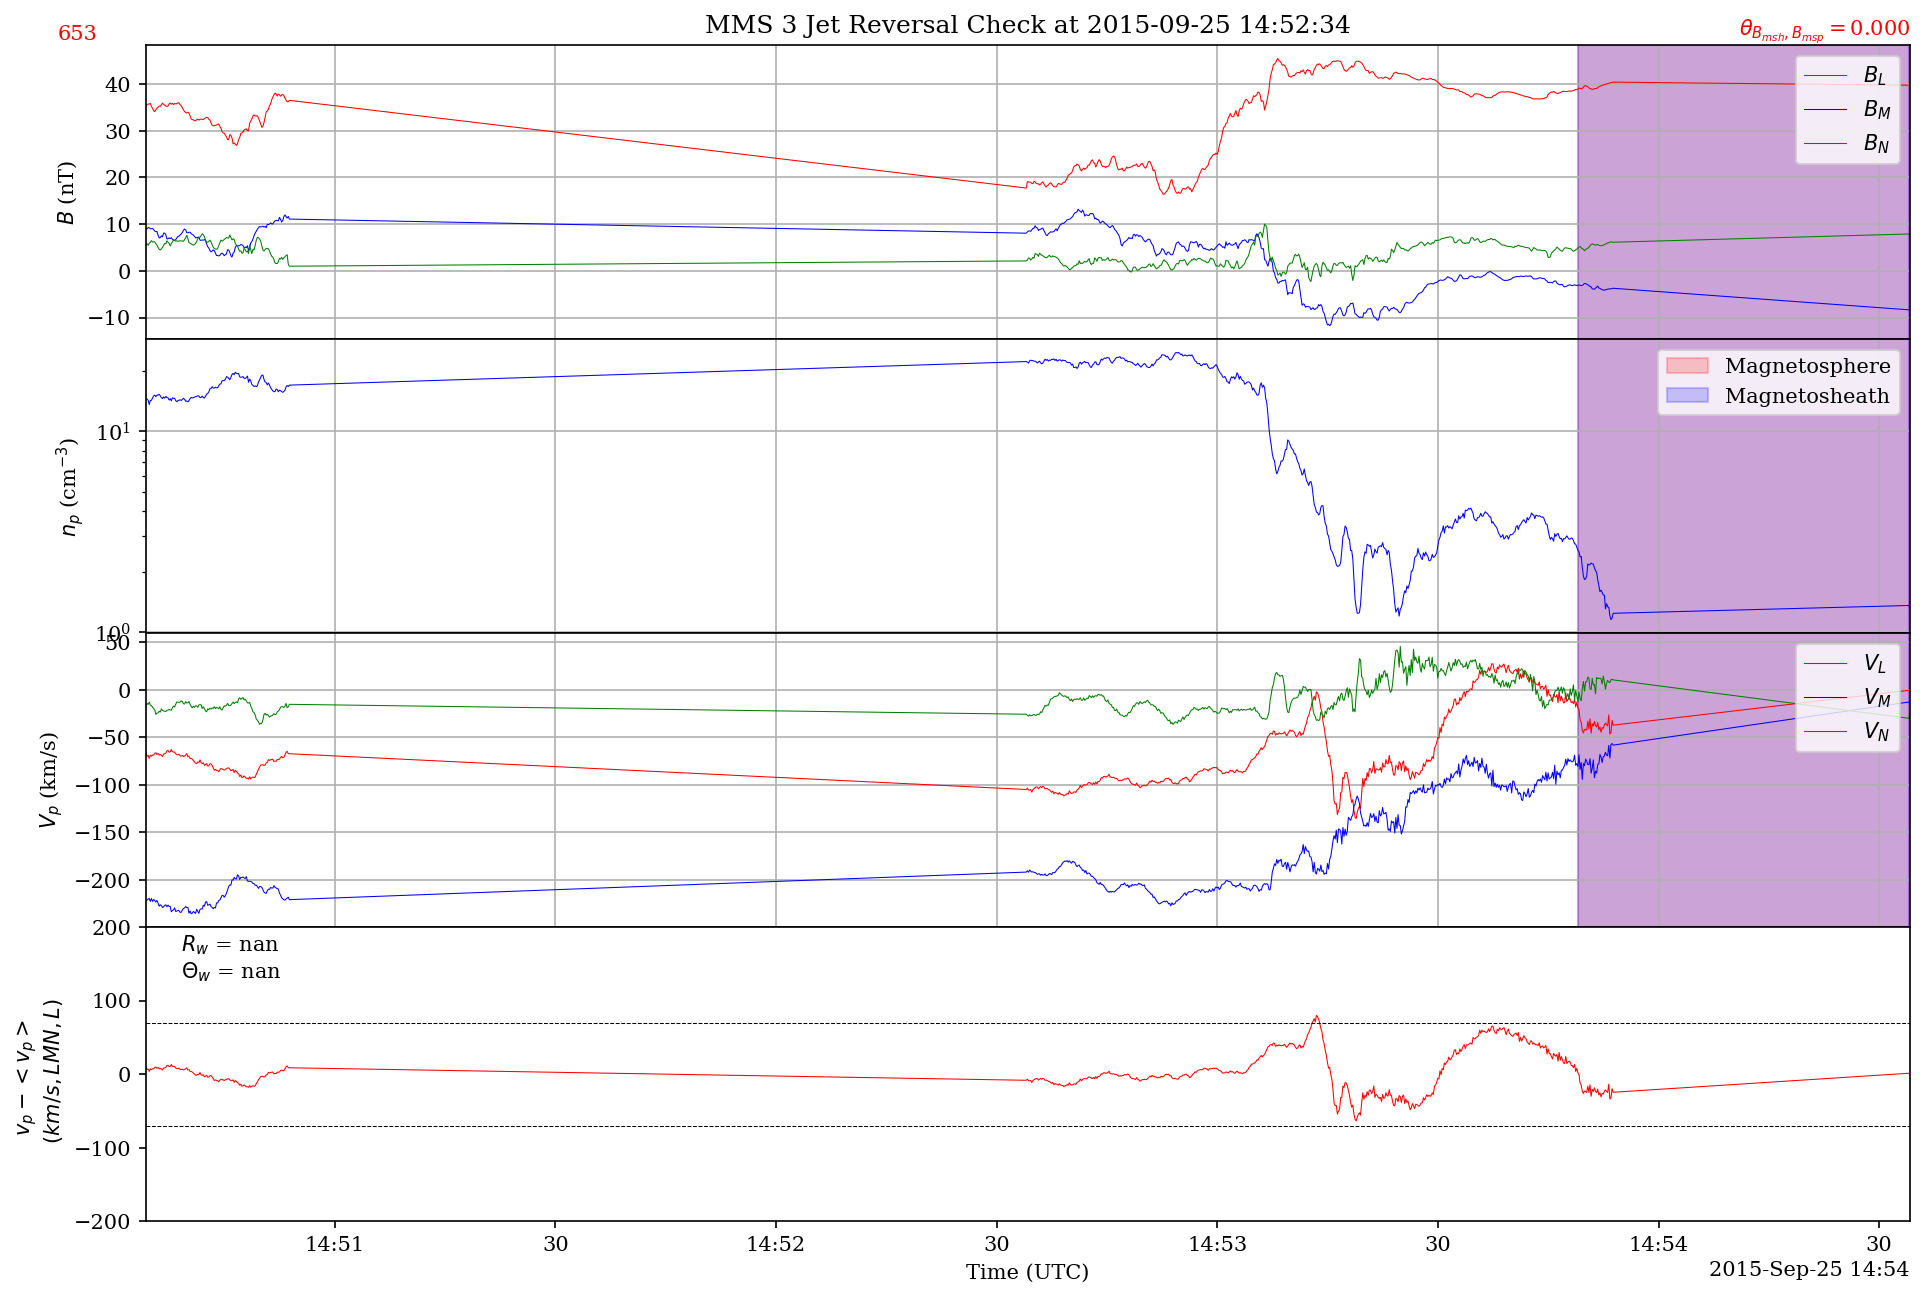 653
MMS 3 Jet Reversal Check at 2015-09-25 14:52:34
θ_{B_{msh}, B_{msp}} = 0.000
B (nT)
40
30
20
10
0
−10
B_L
B_M
B_N
n_p (cm^{−3})
10^1
10^0
Magnetosphere
Magnetosheath
V_p (km/s)
50
0
−50
−100
−150
−200
V_L
V_M
V_N
v_p − < v_p >
(km/s, LMN, L)
200
100
0
−100
−200
R_w = nan
Θ_w = nan
14:51 30 14:52 30 14:53 30 14:54 30
Time (UTC)
2015-Sep-25 14:54